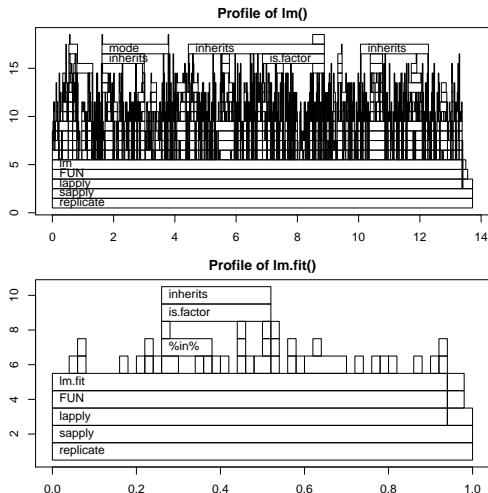 Profile of lm()
mode inherits inherits
inherits is.factor
lm
FUN
lapply
sapply
replicate
0 5 10 15
0 2 4 6 8 10 12 14
Profile of lm.fit()
inherits
is.factor
%in%
lm.fit
FUN
lapply
sapply
replicate
2 4 6 8 10
0.0 0.2 0.4 0.6 0.8 1.0